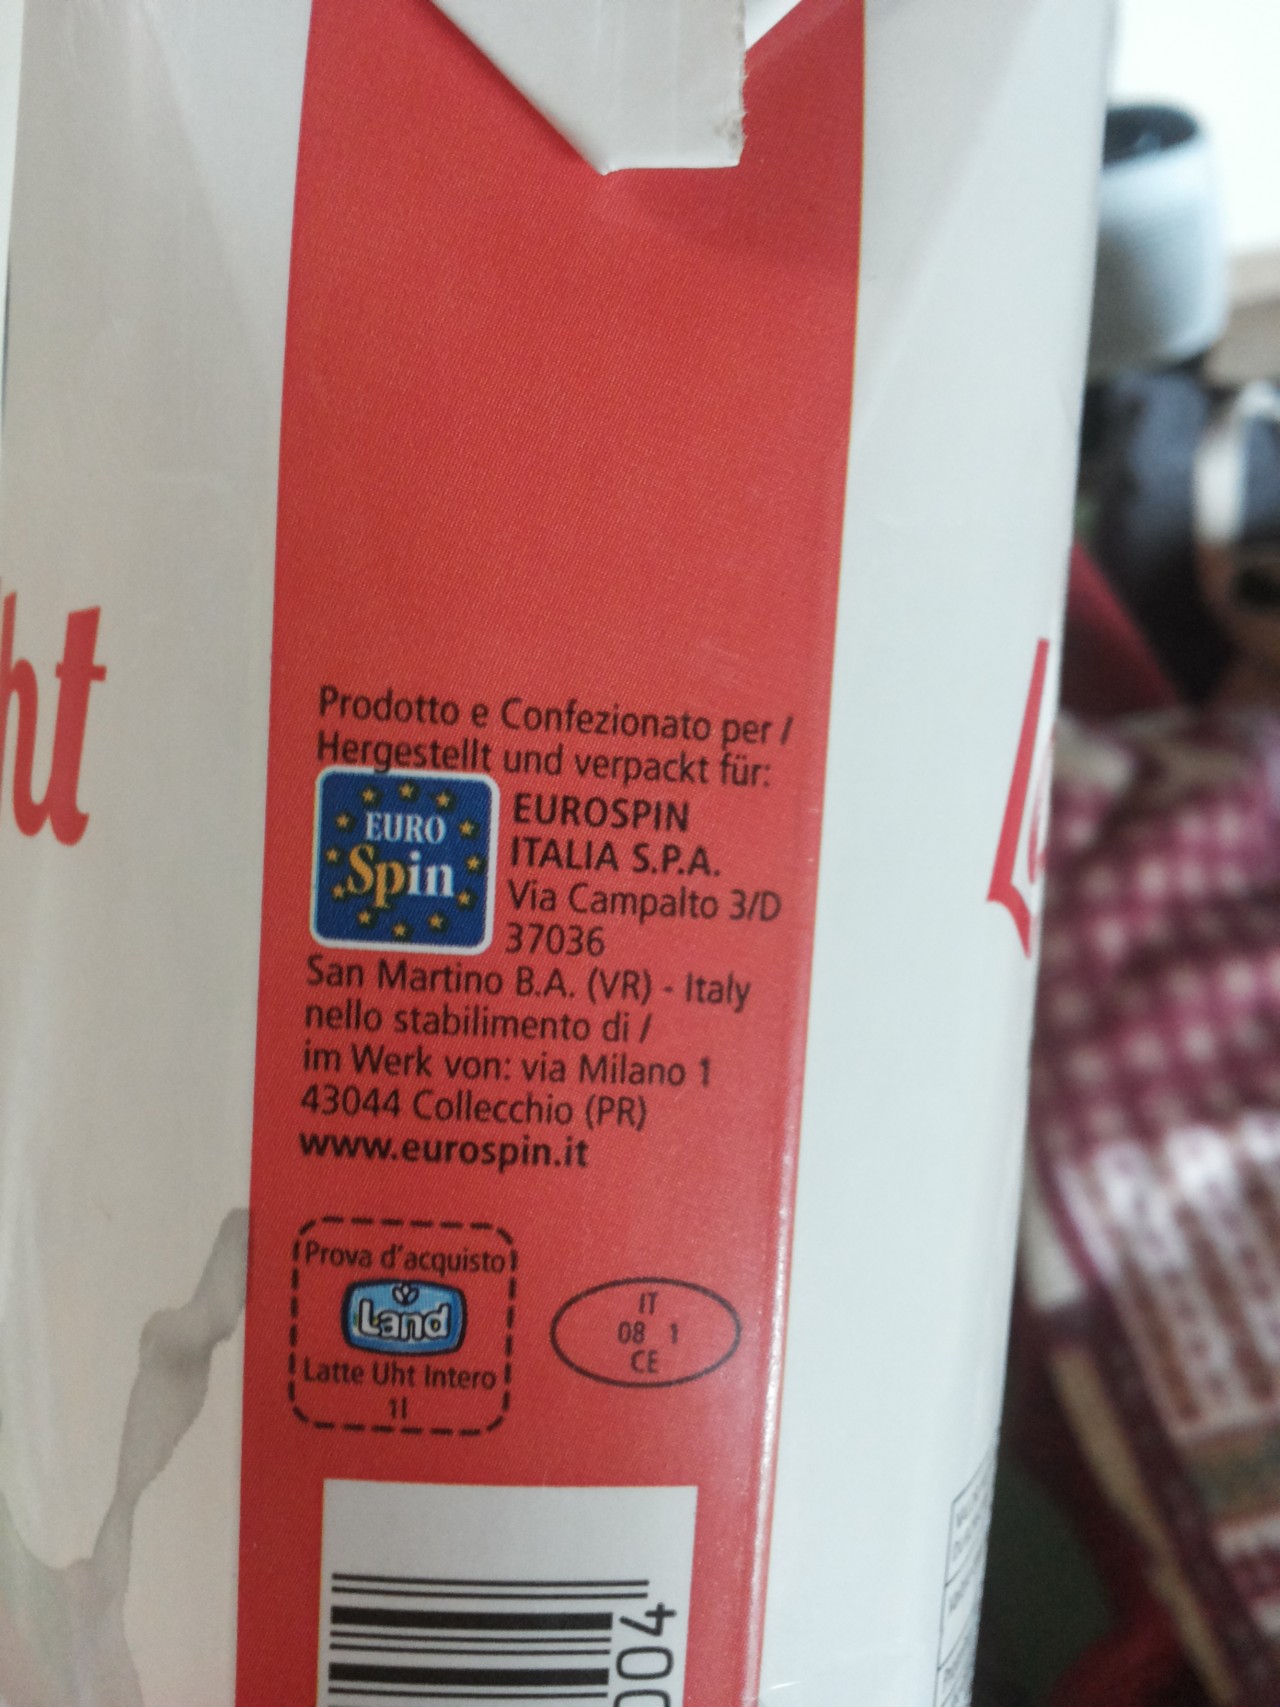 Prodotto e Confezionato per /
Hergestellt und verpackt für:
EURO
Spin
EUROSPIN
ITALIA S.P.A.
Via Campalto 3/D
37036
San Martino B.A. (VR) - Italy
nello stabilimento di /
im Werk von: via Milano 1
43044 Collecchio (PR)
www.eurospin.it
Prova d'acquisto
Land
Latte Uht Intero
1l
IT
08 1
CE
ht